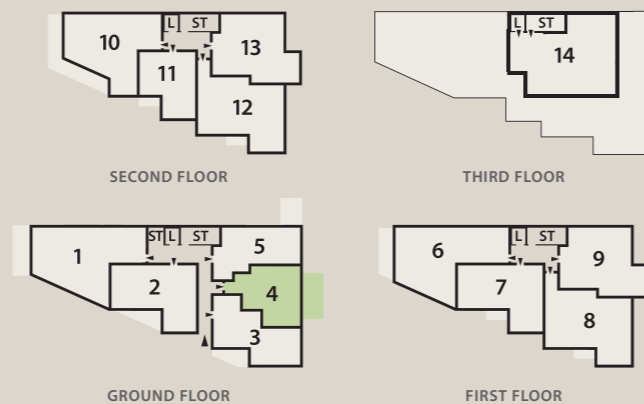 10
L ST
13
11
12
SECOND FLOOR
L ST
14
THIRD FLOOR
ST L ST
1
5
2
4
3
GROUND FLOOR
L ST
6
9
7
8
FIRST FLOOR